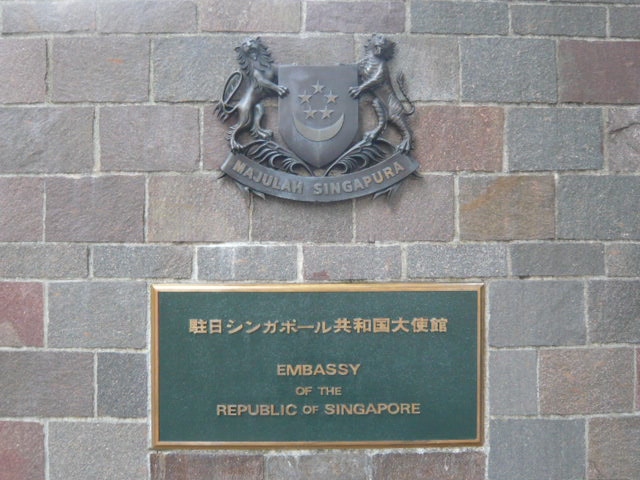 MAJULAH SINGAPURA
駐日シンガポール共和国大使館
EMBASSY
OF THE
REPUBLIC OF SINGAPORE